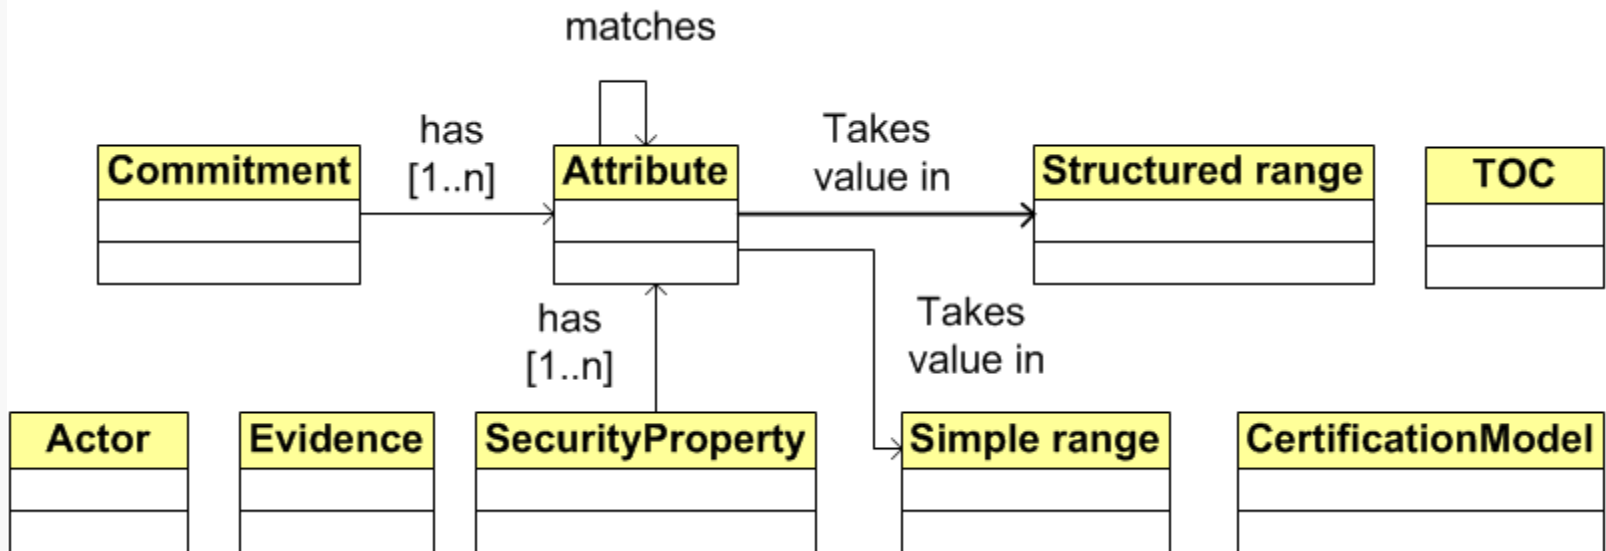 matches
has
[1..n]
Takes
value in
Commitment
Attribute
Structured range
TOC
has
[1..n]
Takes
value in
Actor
Evidence
SecurityProperty
Simple range
CertificationModel